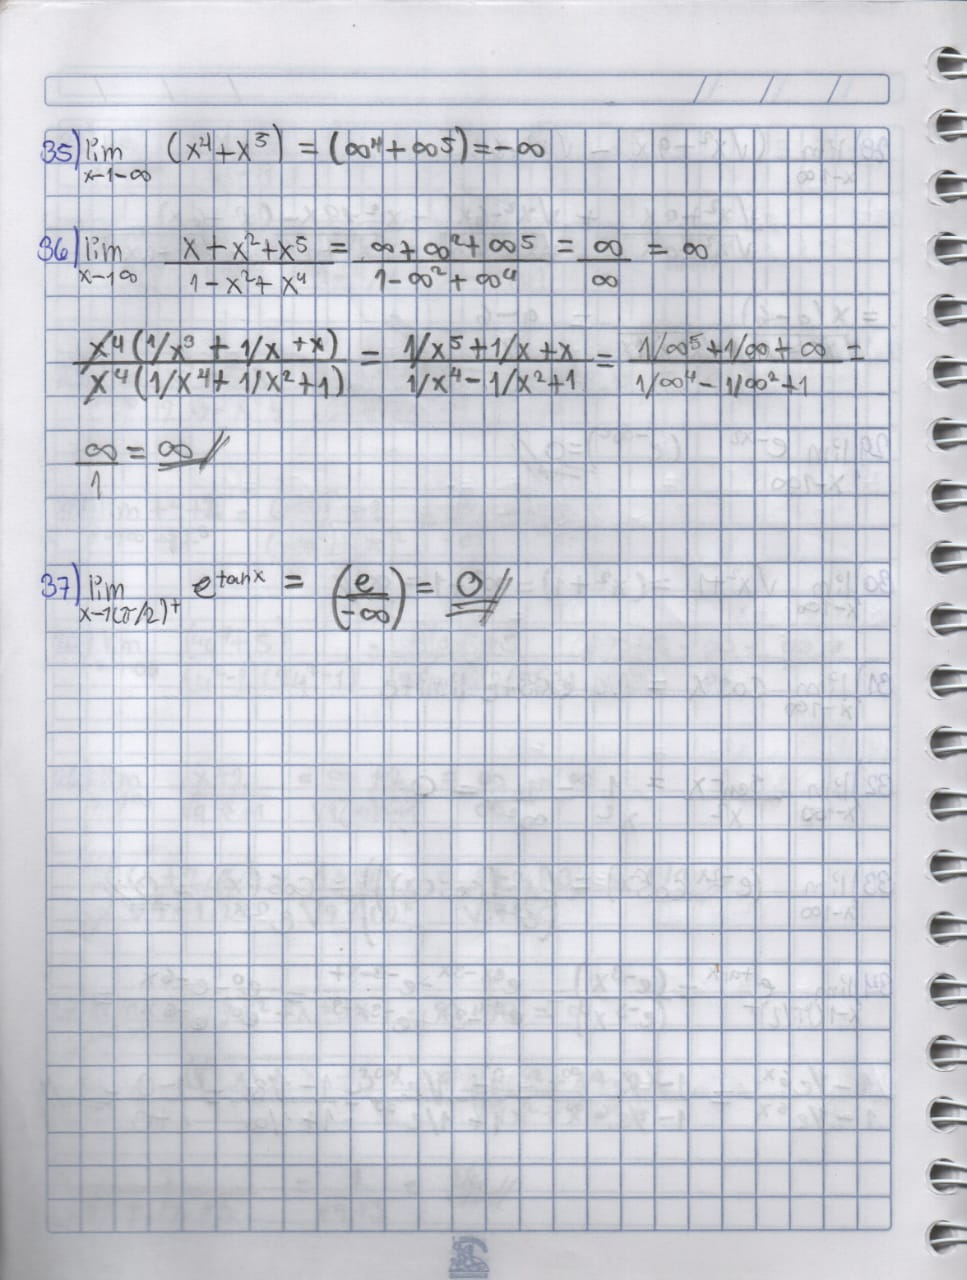 35) lim (x⁴+x⁵) = (∞⁴+∞⁵) = -∞
x→-∞
36) lim x+x²+x⁵/1-x²+x⁴ = ∞+∞²+∞⁵/1-∞²+∞⁴ = ∞/∞ = ∞
x→∞
x⁴(1/x³+1/x+x)/x⁴(1/x⁴+1/x²+1) = 1/x⁵+1/x+x/1/x⁴-1/x²+1 = 1/∞⁵+1/∞+∞/1/∞⁴-1/∞²+1 =
∞/1 = ∞
37) lim e^tanx = (e/-∞) = 0
x→(π/2)⁺